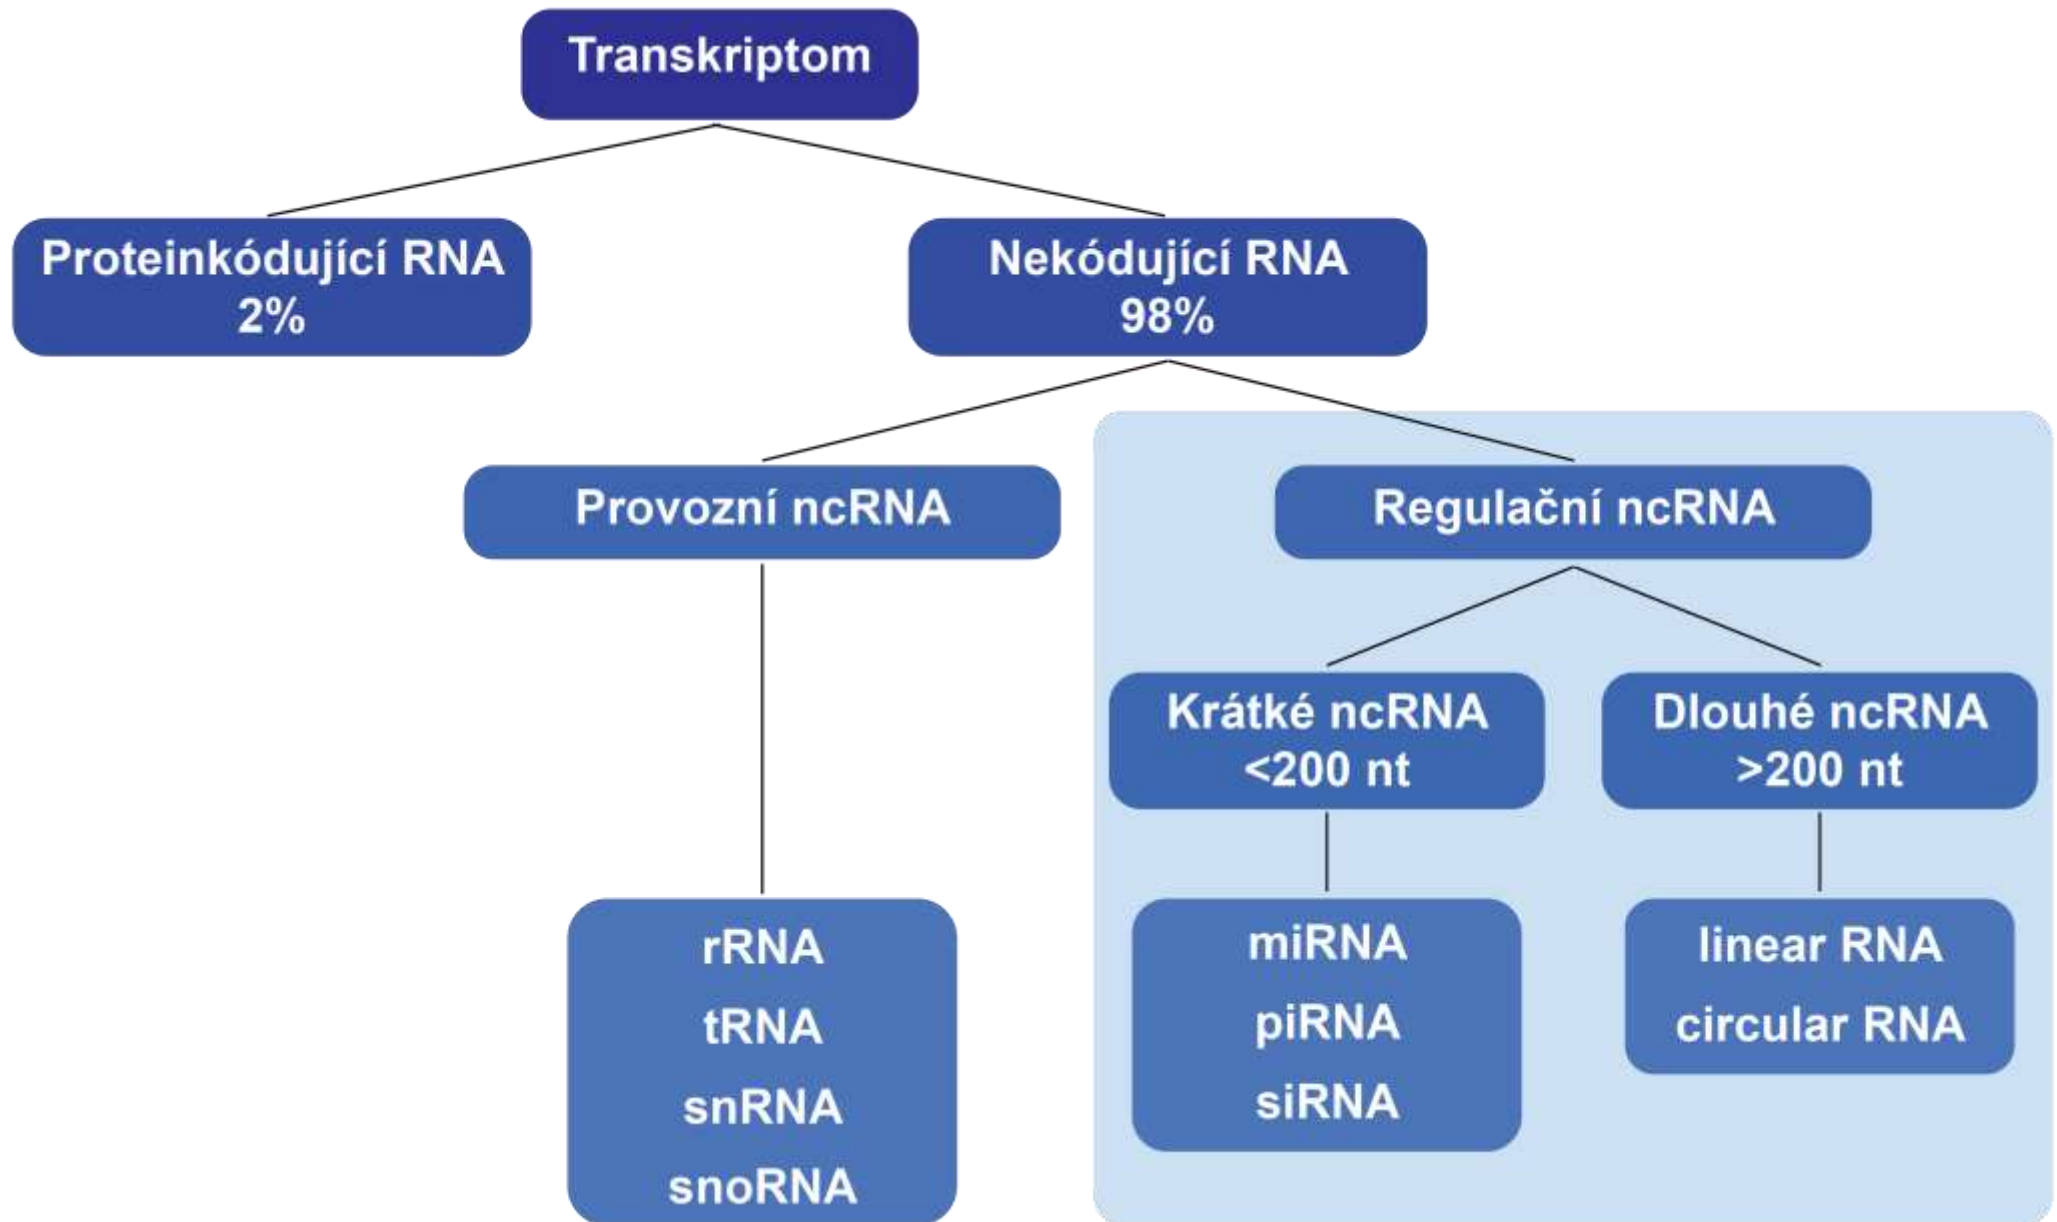 Transkriptom
Proteinkódující RNA
2%
Nekódující RNA
98%
Provozní ncRNA
Regulační ncRNA
Krátké ncRNA
<200 nt
Dlouhé ncRNA
>200 nt
rRNA
tRNA
snRNA
snoRNA
miRNA
piRNA
siRNA
linear RNA
circular RNA